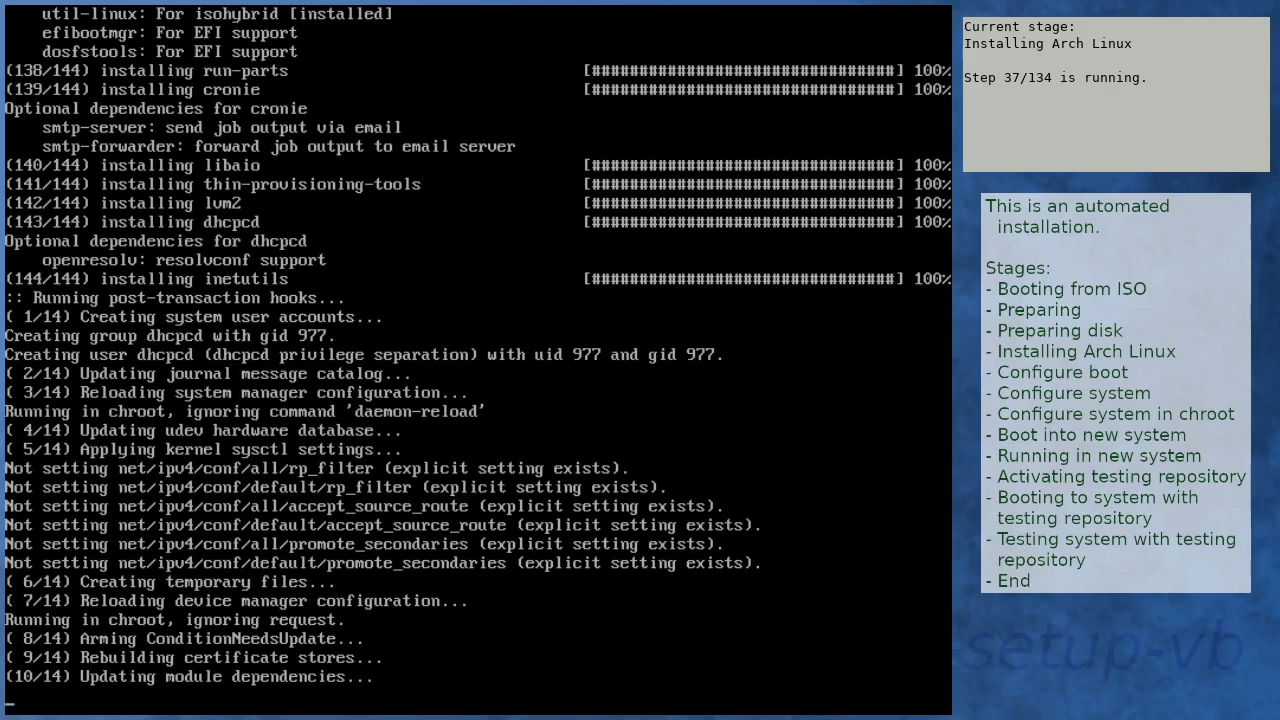 util-linux: For isohybrid [installed]
    efibootmgr: For EFI support
    dosfstools: For EFI support
(138/144) installing run-parts [################################] 100%
(139/144) installing cronie [################################] 100%
Optional dependencies for cronie
    smtp-server: send job output via email
    smtp-forwarder: forward job output to email server
(140/144) installing libaio [################################] 100%
(141/144) installing thin-provisioning-tools [################################] 100%
(142/144) installing lvm2 [################################] 100%
(143/144) installing dhcpcd [################################] 100%
Optional dependencies for dhcpcd
    openresolv: resolvconf support
(144/144) installing inetutils [################################] 100%
:: Running post-transaction hooks...
( 1/14) Creating system user accounts...
Creating group dhcpcd with gid 977.
Creating user dhcpcd (dhcpcd privilege separation) with uid 977 and gid 977.
( 2/14) Updating journal message catalog...
( 3/14) Reloading system manager configuration...
Running in chroot, ignoring command 'daemon-reload'
( 4/14) Updating udev hardware database...
( 5/14) Applying kernel sysctl settings...
Not setting net/ipv4/conf/all/rp_filter (explicit setting exists).
Not setting net/ipv4/conf/default/rp_filter (explicit setting exists).
Not setting net/ipv4/conf/all/accept_source_route (explicit setting exists).
Not setting net/ipv4/conf/default/accept_source_route (explicit setting exists).
Not setting net/ipv4/conf/all/promote_secondaries (explicit setting exists).
Not setting net/ipv4/conf/default/promote_secondaries (explicit setting exists).
( 6/14) Creating temporary files...
( 7/14) Reloading device manager configuration...
Running in chroot, ignoring request.
( 8/14) Arming ConditionNeedsUpdate...
( 9/14) Rebuilding certificate stores...
(10/14) Updating module dependencies...
_
Current stage:
Installing Arch Linux
Step 37/134 is running.
This is an automated
installation.
Stages:
- Booting from ISO
- Preparing
- Preparing disk
- Installing Arch Linux
- Configure boot
- Configure system
- Configure system in chroot
- Boot into new system
- Running in new system
- Activating testing repository
- Booting to system with
testing repository
- Testing system with testing
repository
- End
setup-vb